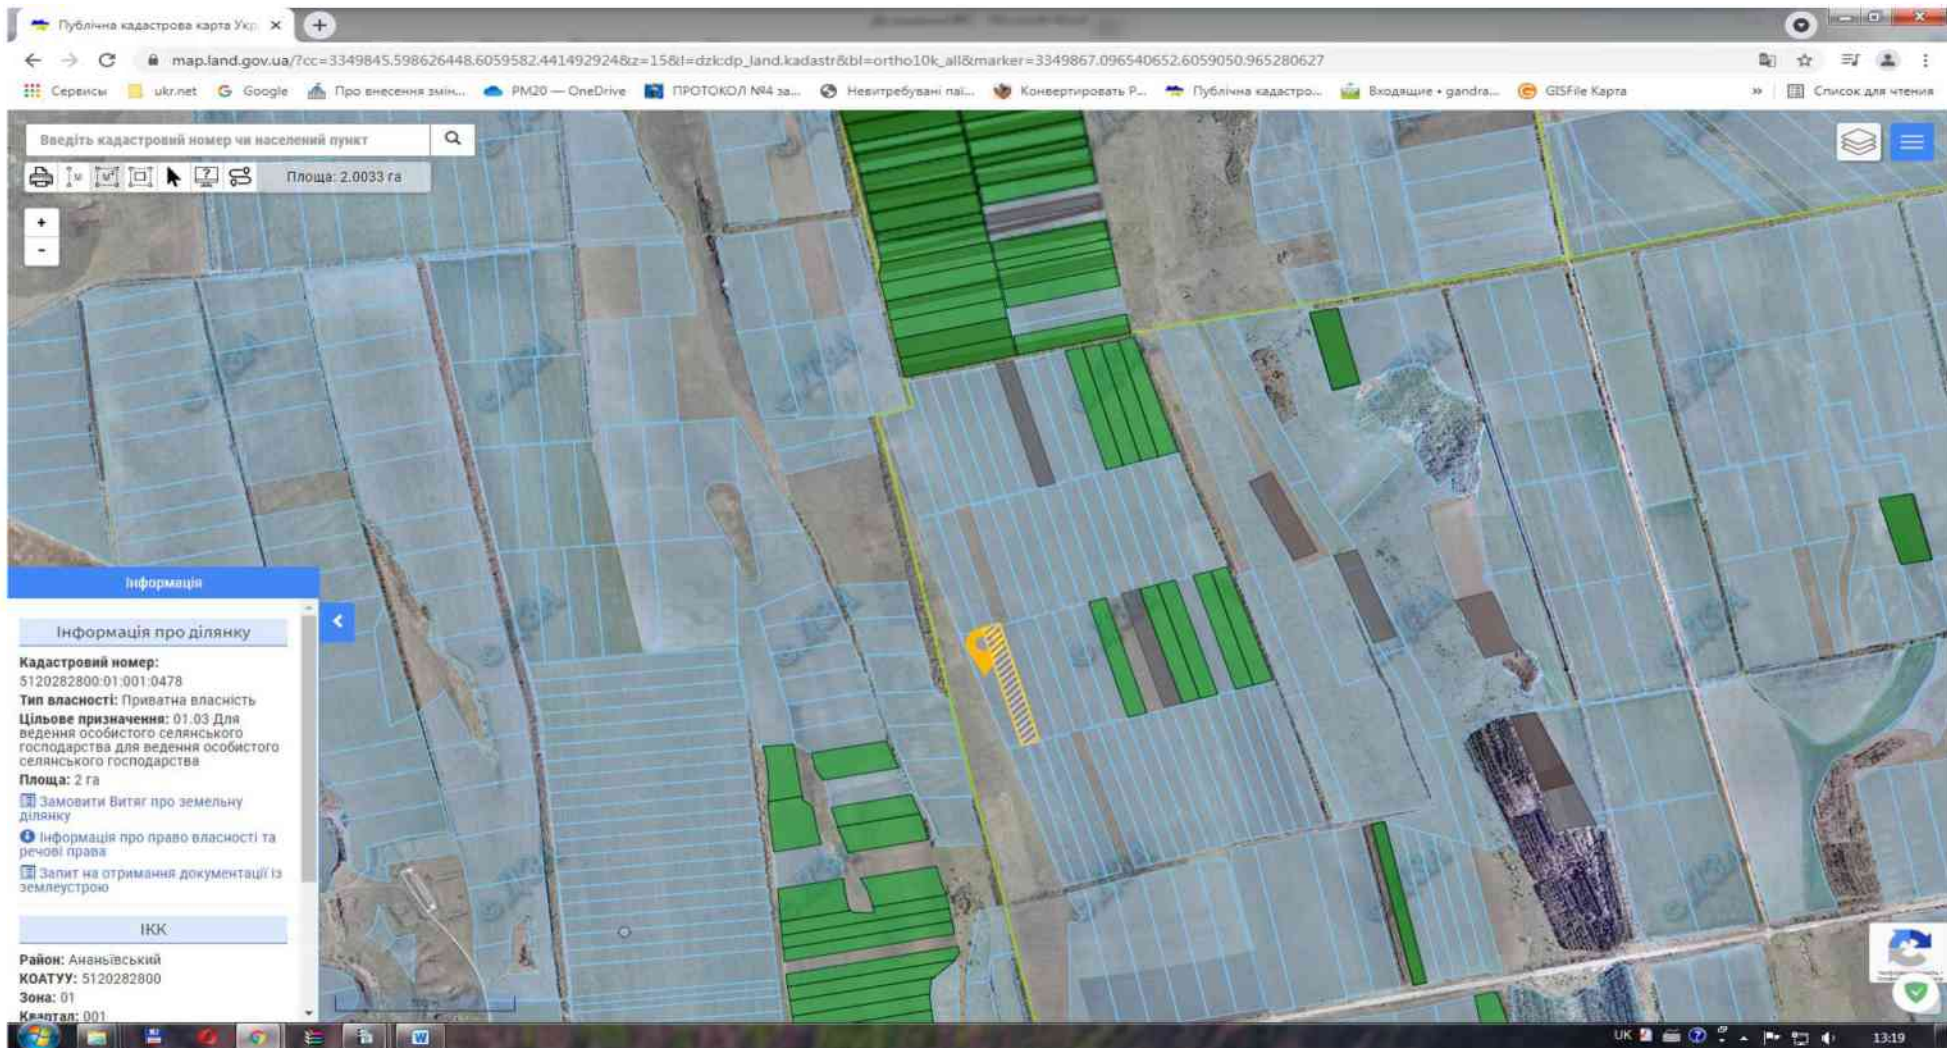 Публічна кадастрова карта Укр
map.land.gov.ua/?cc=3349845.598626448.6059582.441492924&z=15&l=dzk:dp_land.kadastr&bl=ortho10k_all&marker=3349867.096540652.6059050.965280627
Сервисы ukr.net Google Про внесення змін... PM20 — OneDrive ПРОТОКОЛ №4 за... Невитребувані паї... Конвертировать Р... Публічна кадастро... Входящие • gandra... GISFile Карта » Список для чтения
Введіть кадастровий номер чи населений пункт
Площа: 2.0033 га
+
-
Інформація
Інформація про ділянку
Кадастровий номер:
5120282800:01:001:0478
Тип власності: Приватна власність
Цільове призначення: 01.03 Для
ведення особистого селянського
господарства для ведення особистого
селянського господарства
Площа: 2 га
Замовити Витяг про земельну
ділянку
Інформація про право власності та
речові права
Запит на отримання документації із
землеустрою
ІКК
Район: Ананьївський
КОАТУУ: 5120282800
Зона: 01
Квартал: 001
UK 13:19